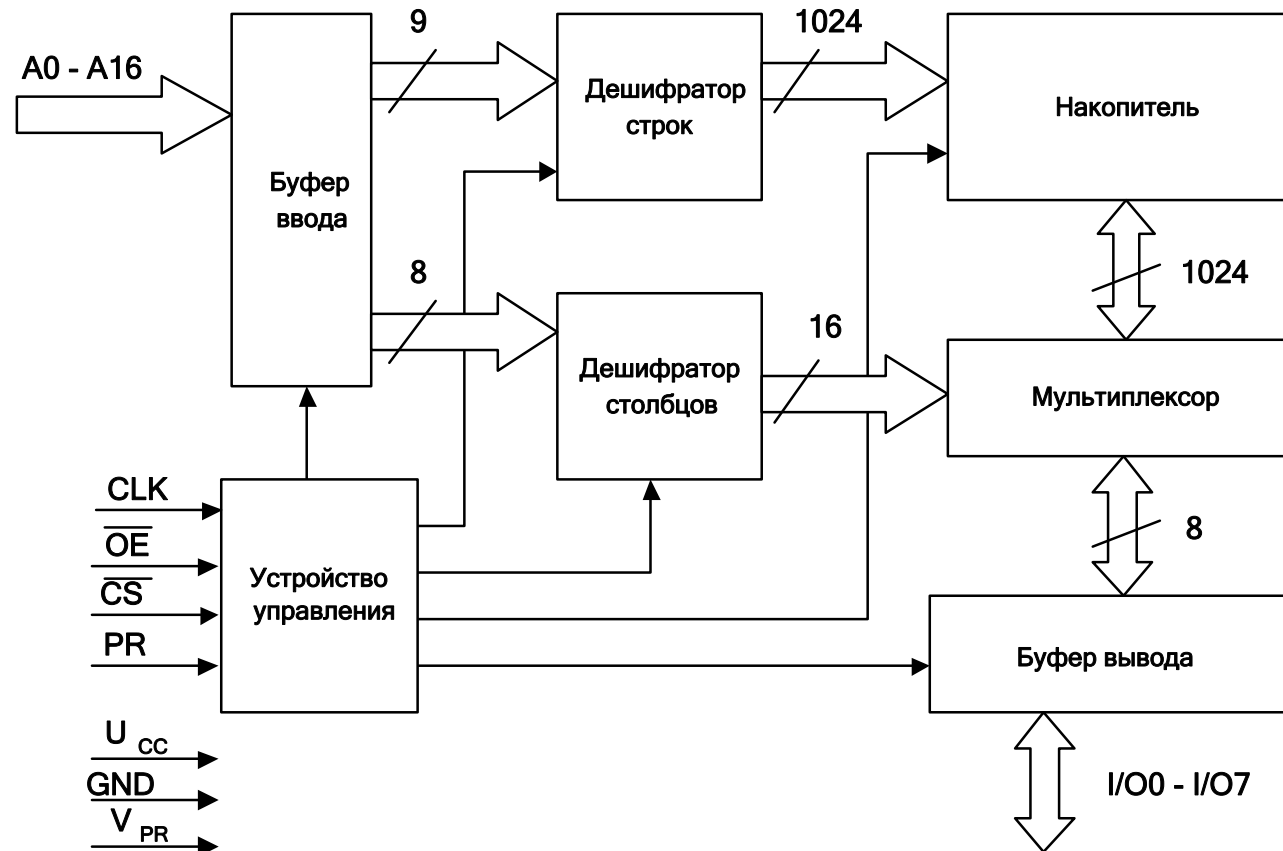 A0 - A16
9
1024
Буфер
ввода
Дешифратор
строк
Накопитель
8
1024
Дешифратор
столбцов
16
Мультиплексор
CLK
OE
CS
PR
Устройство
управления
8
Буфер вывода
U CC
GND
V PR
I/O0 - I/O7